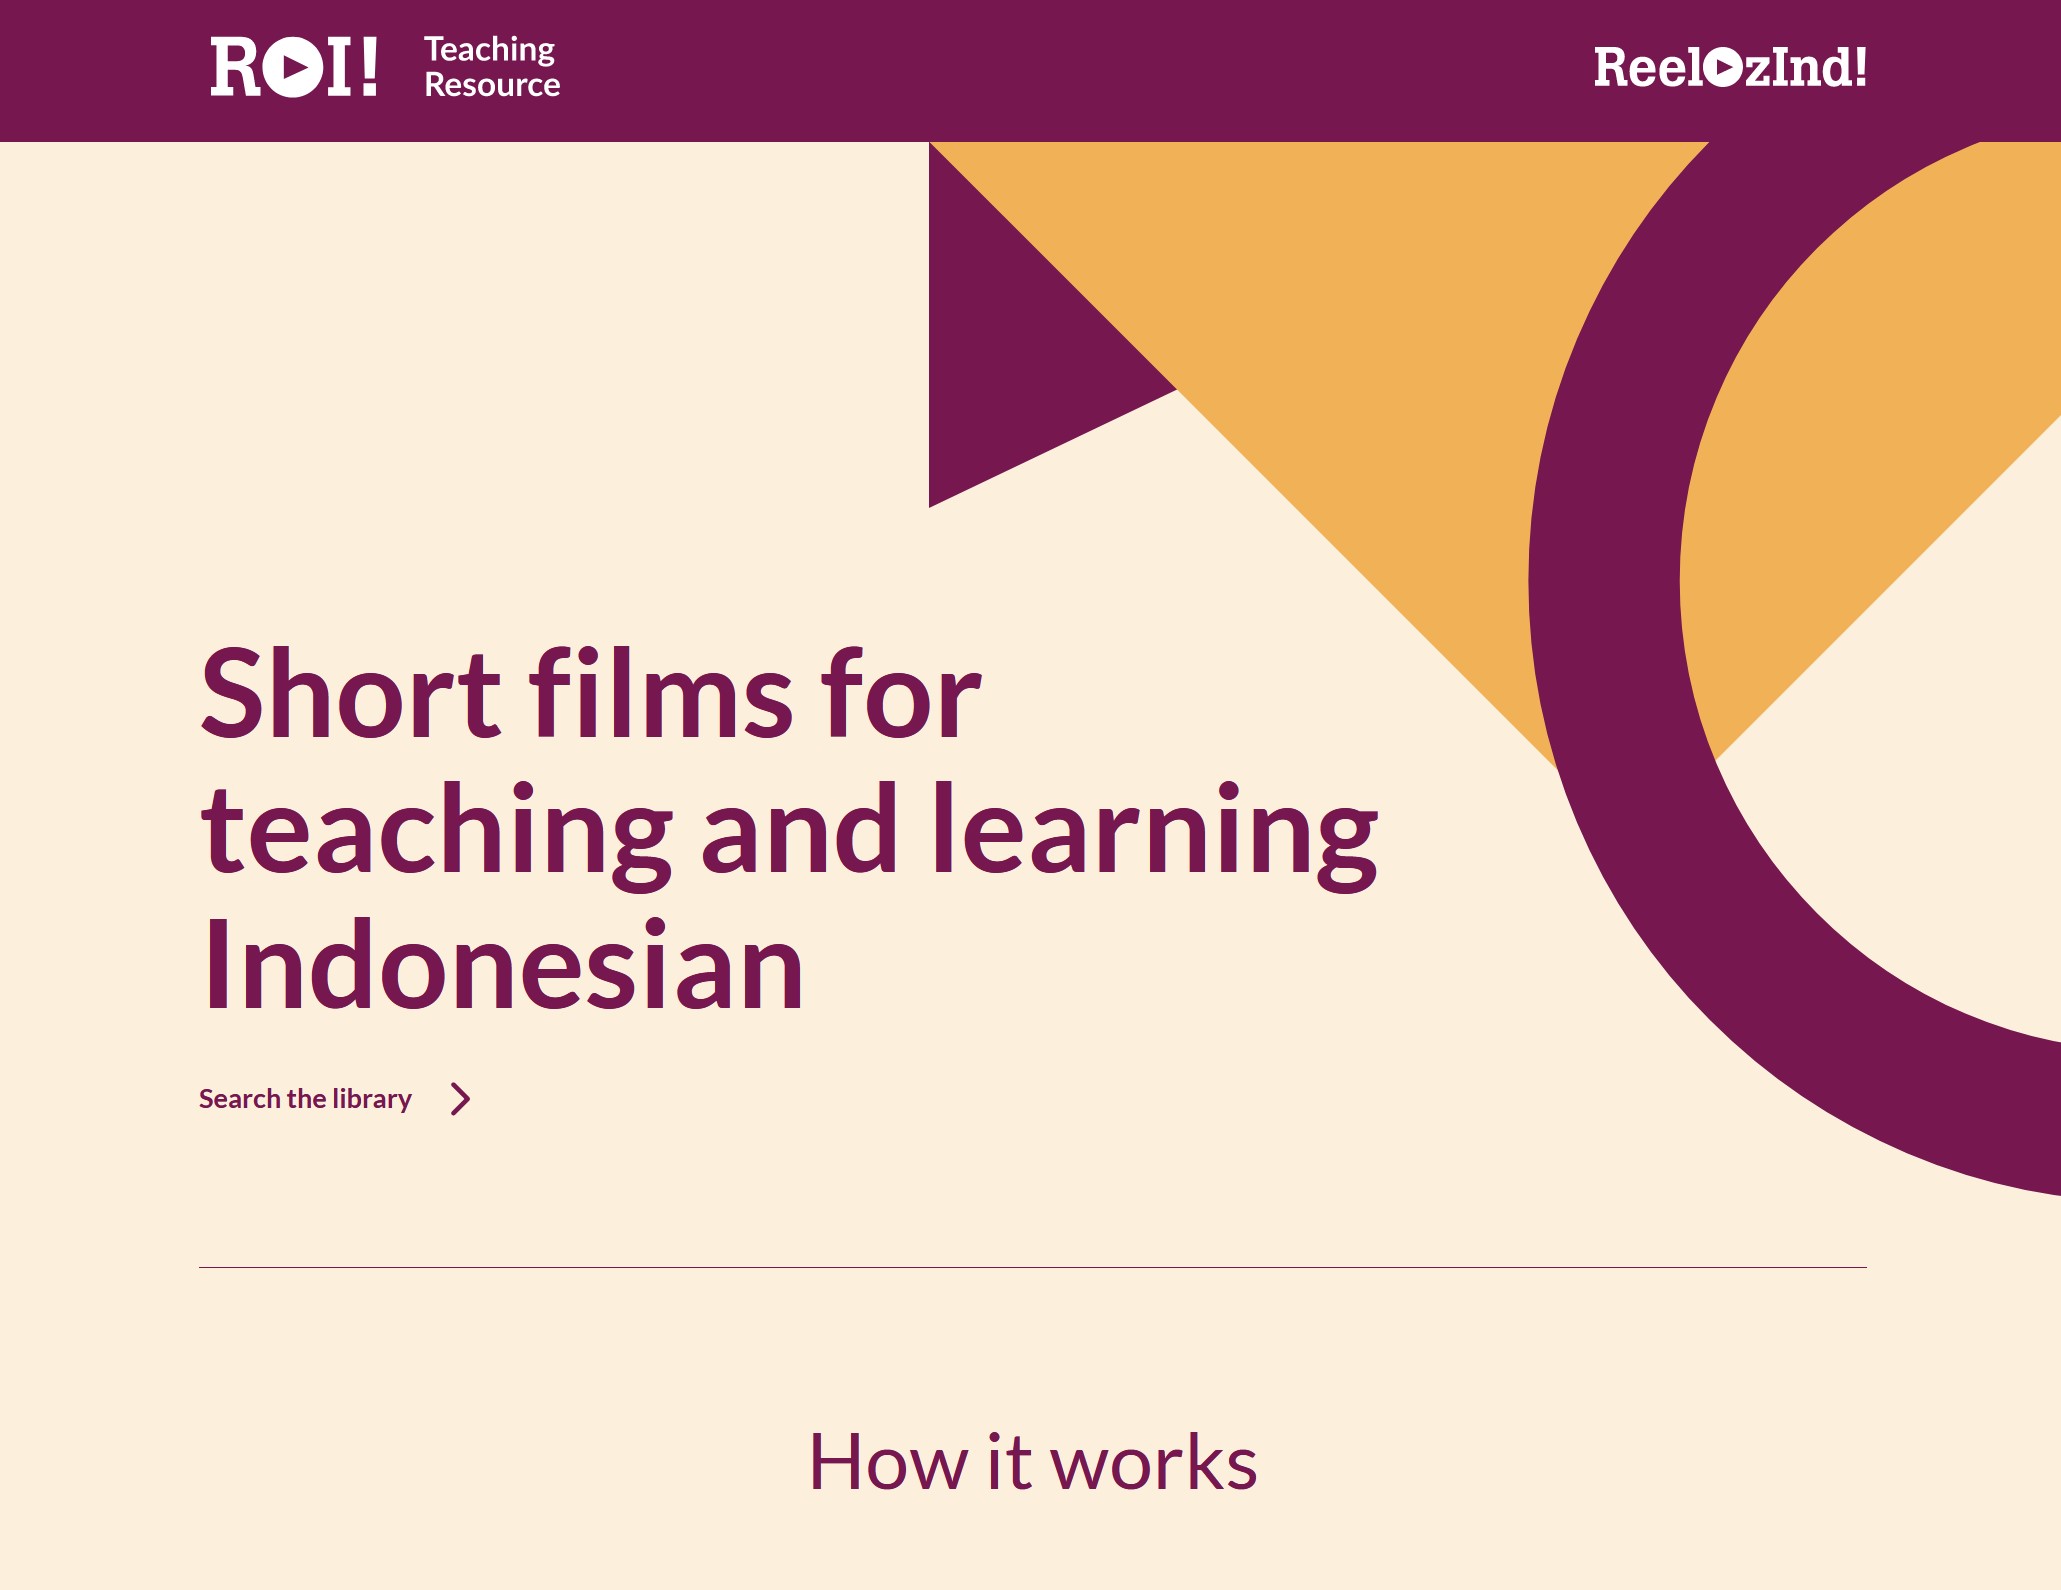 ROI!
Teaching
Resource
ReelOzInd!
Short films for
teaching and learning
Indonesian
Search the library
How it works